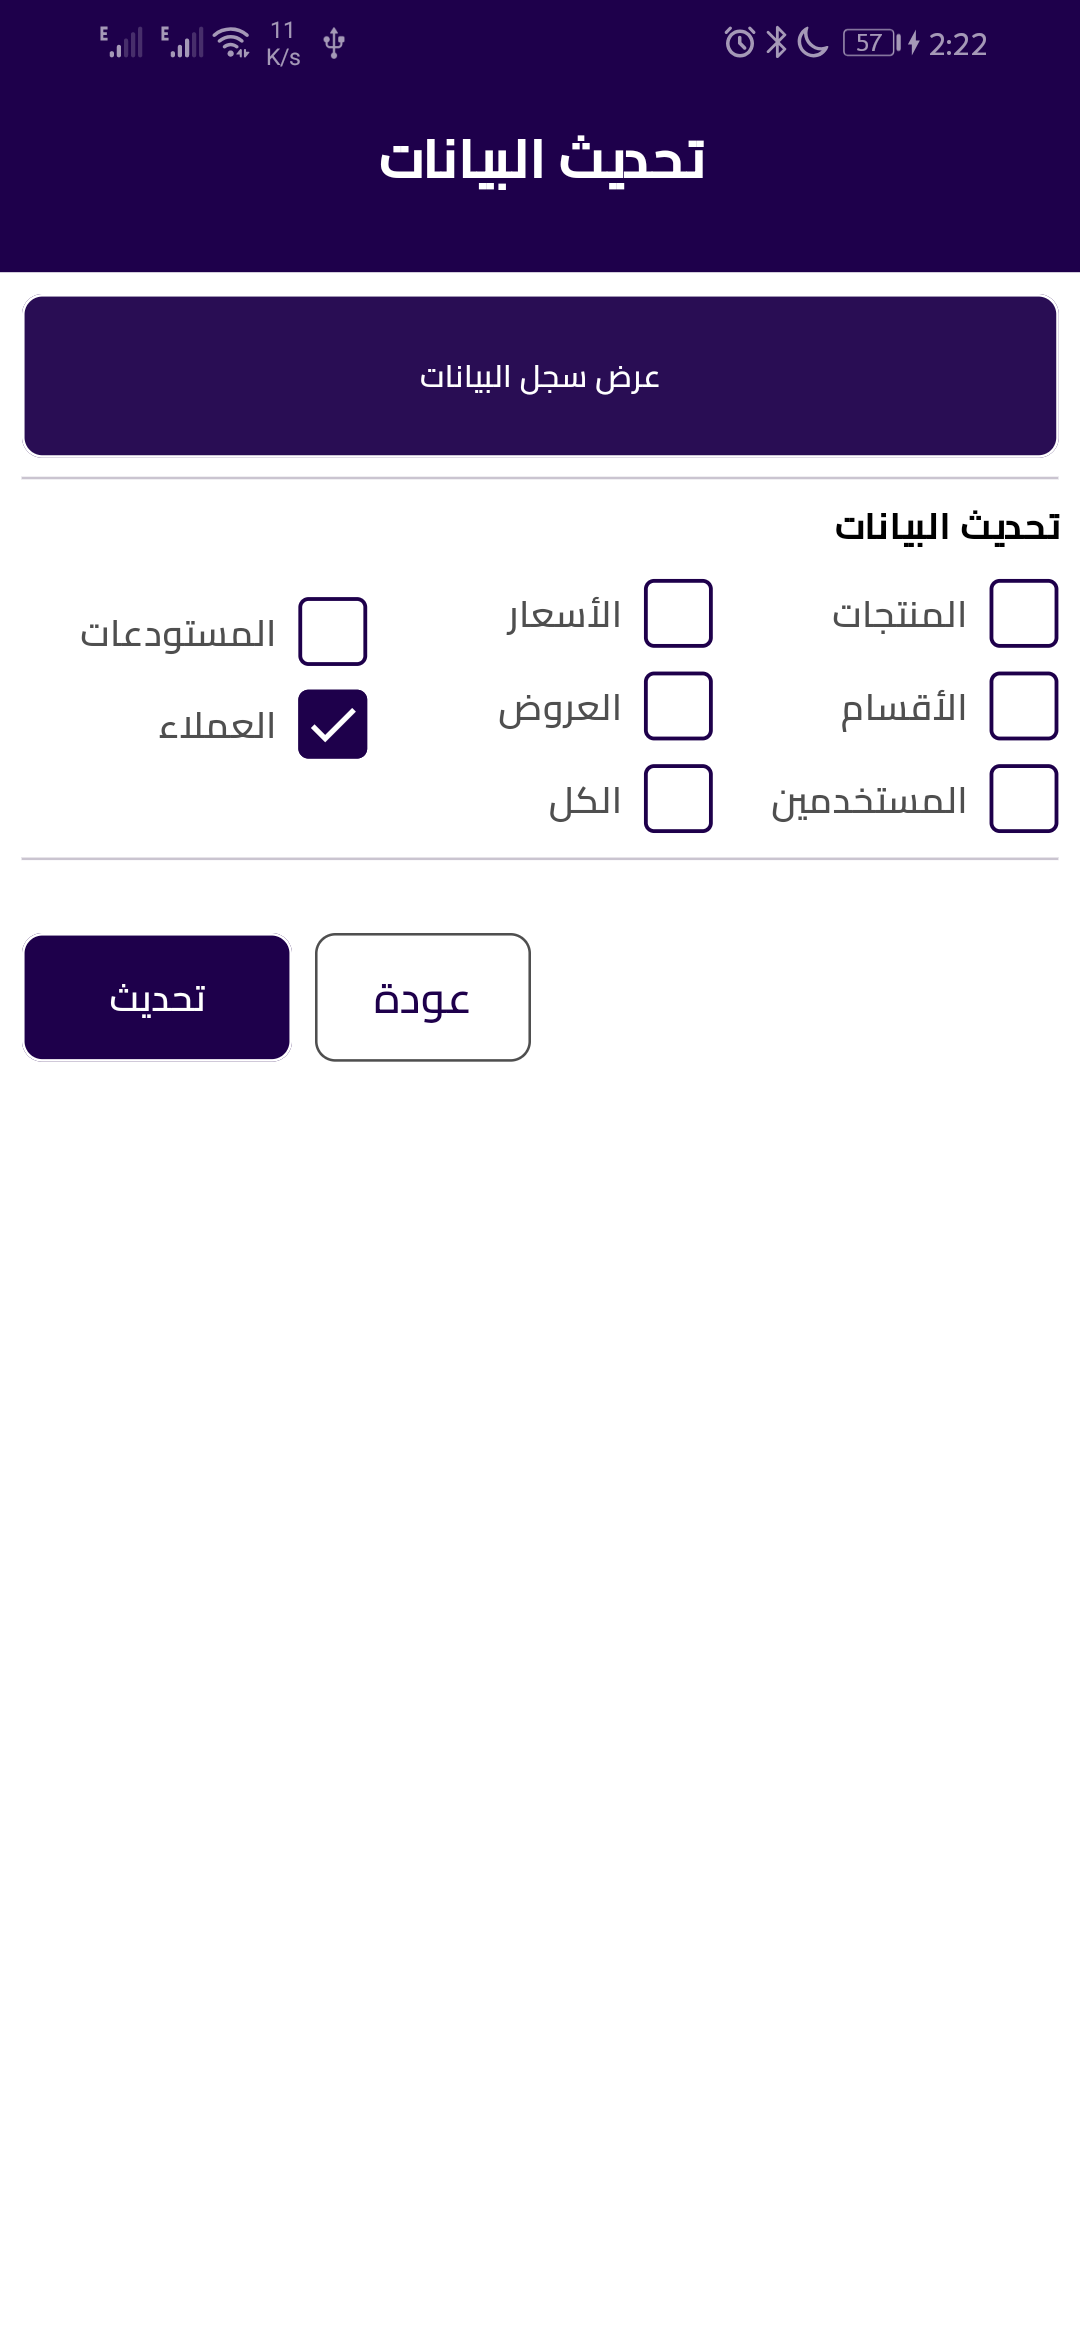 E E 11 K/s 57 2:22
تحديث البيانات
عرض سجل البيانات
تحديث البيانات
المنتجات الأسعار المستودعات
الأقسام العروض العملاء
المستخدمين الكل
عودة تحديث